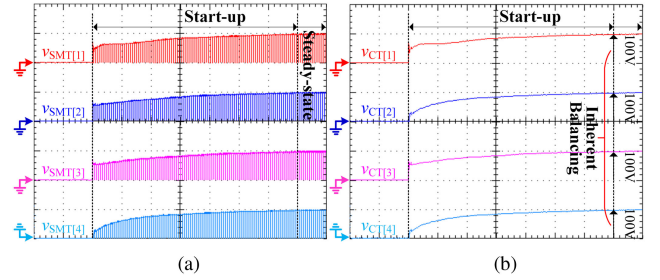 Start-up
Steady-state
vSMT[1]
vSMT[2]
vSMT[3]
vSMT[4]
(a)
Start-up
vCT[1]
vCT[2]
vCT[3]
vCT[4]
100V
100V
100V
100V
Inherent
Balancing
(b)